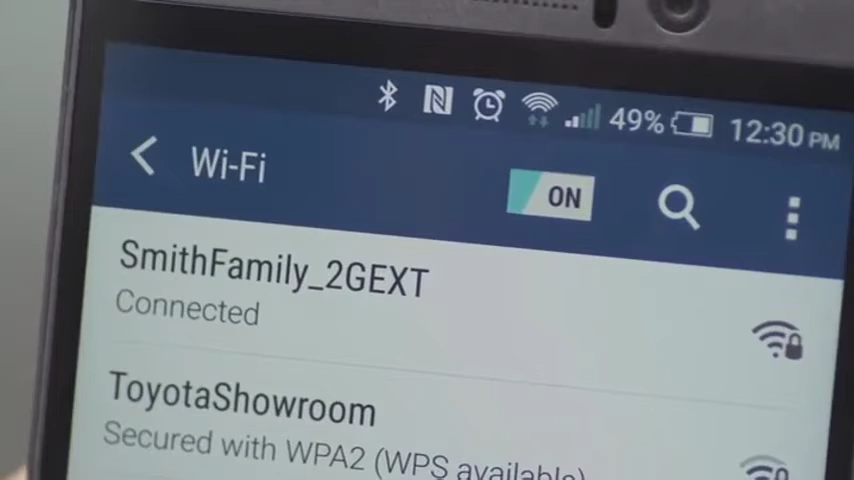 49% 12:30 PM
Wi-Fi ON
SmithFamily_2GEXT
Connected
ToyotaShowroom
Secured with WPA2 (WPS available)